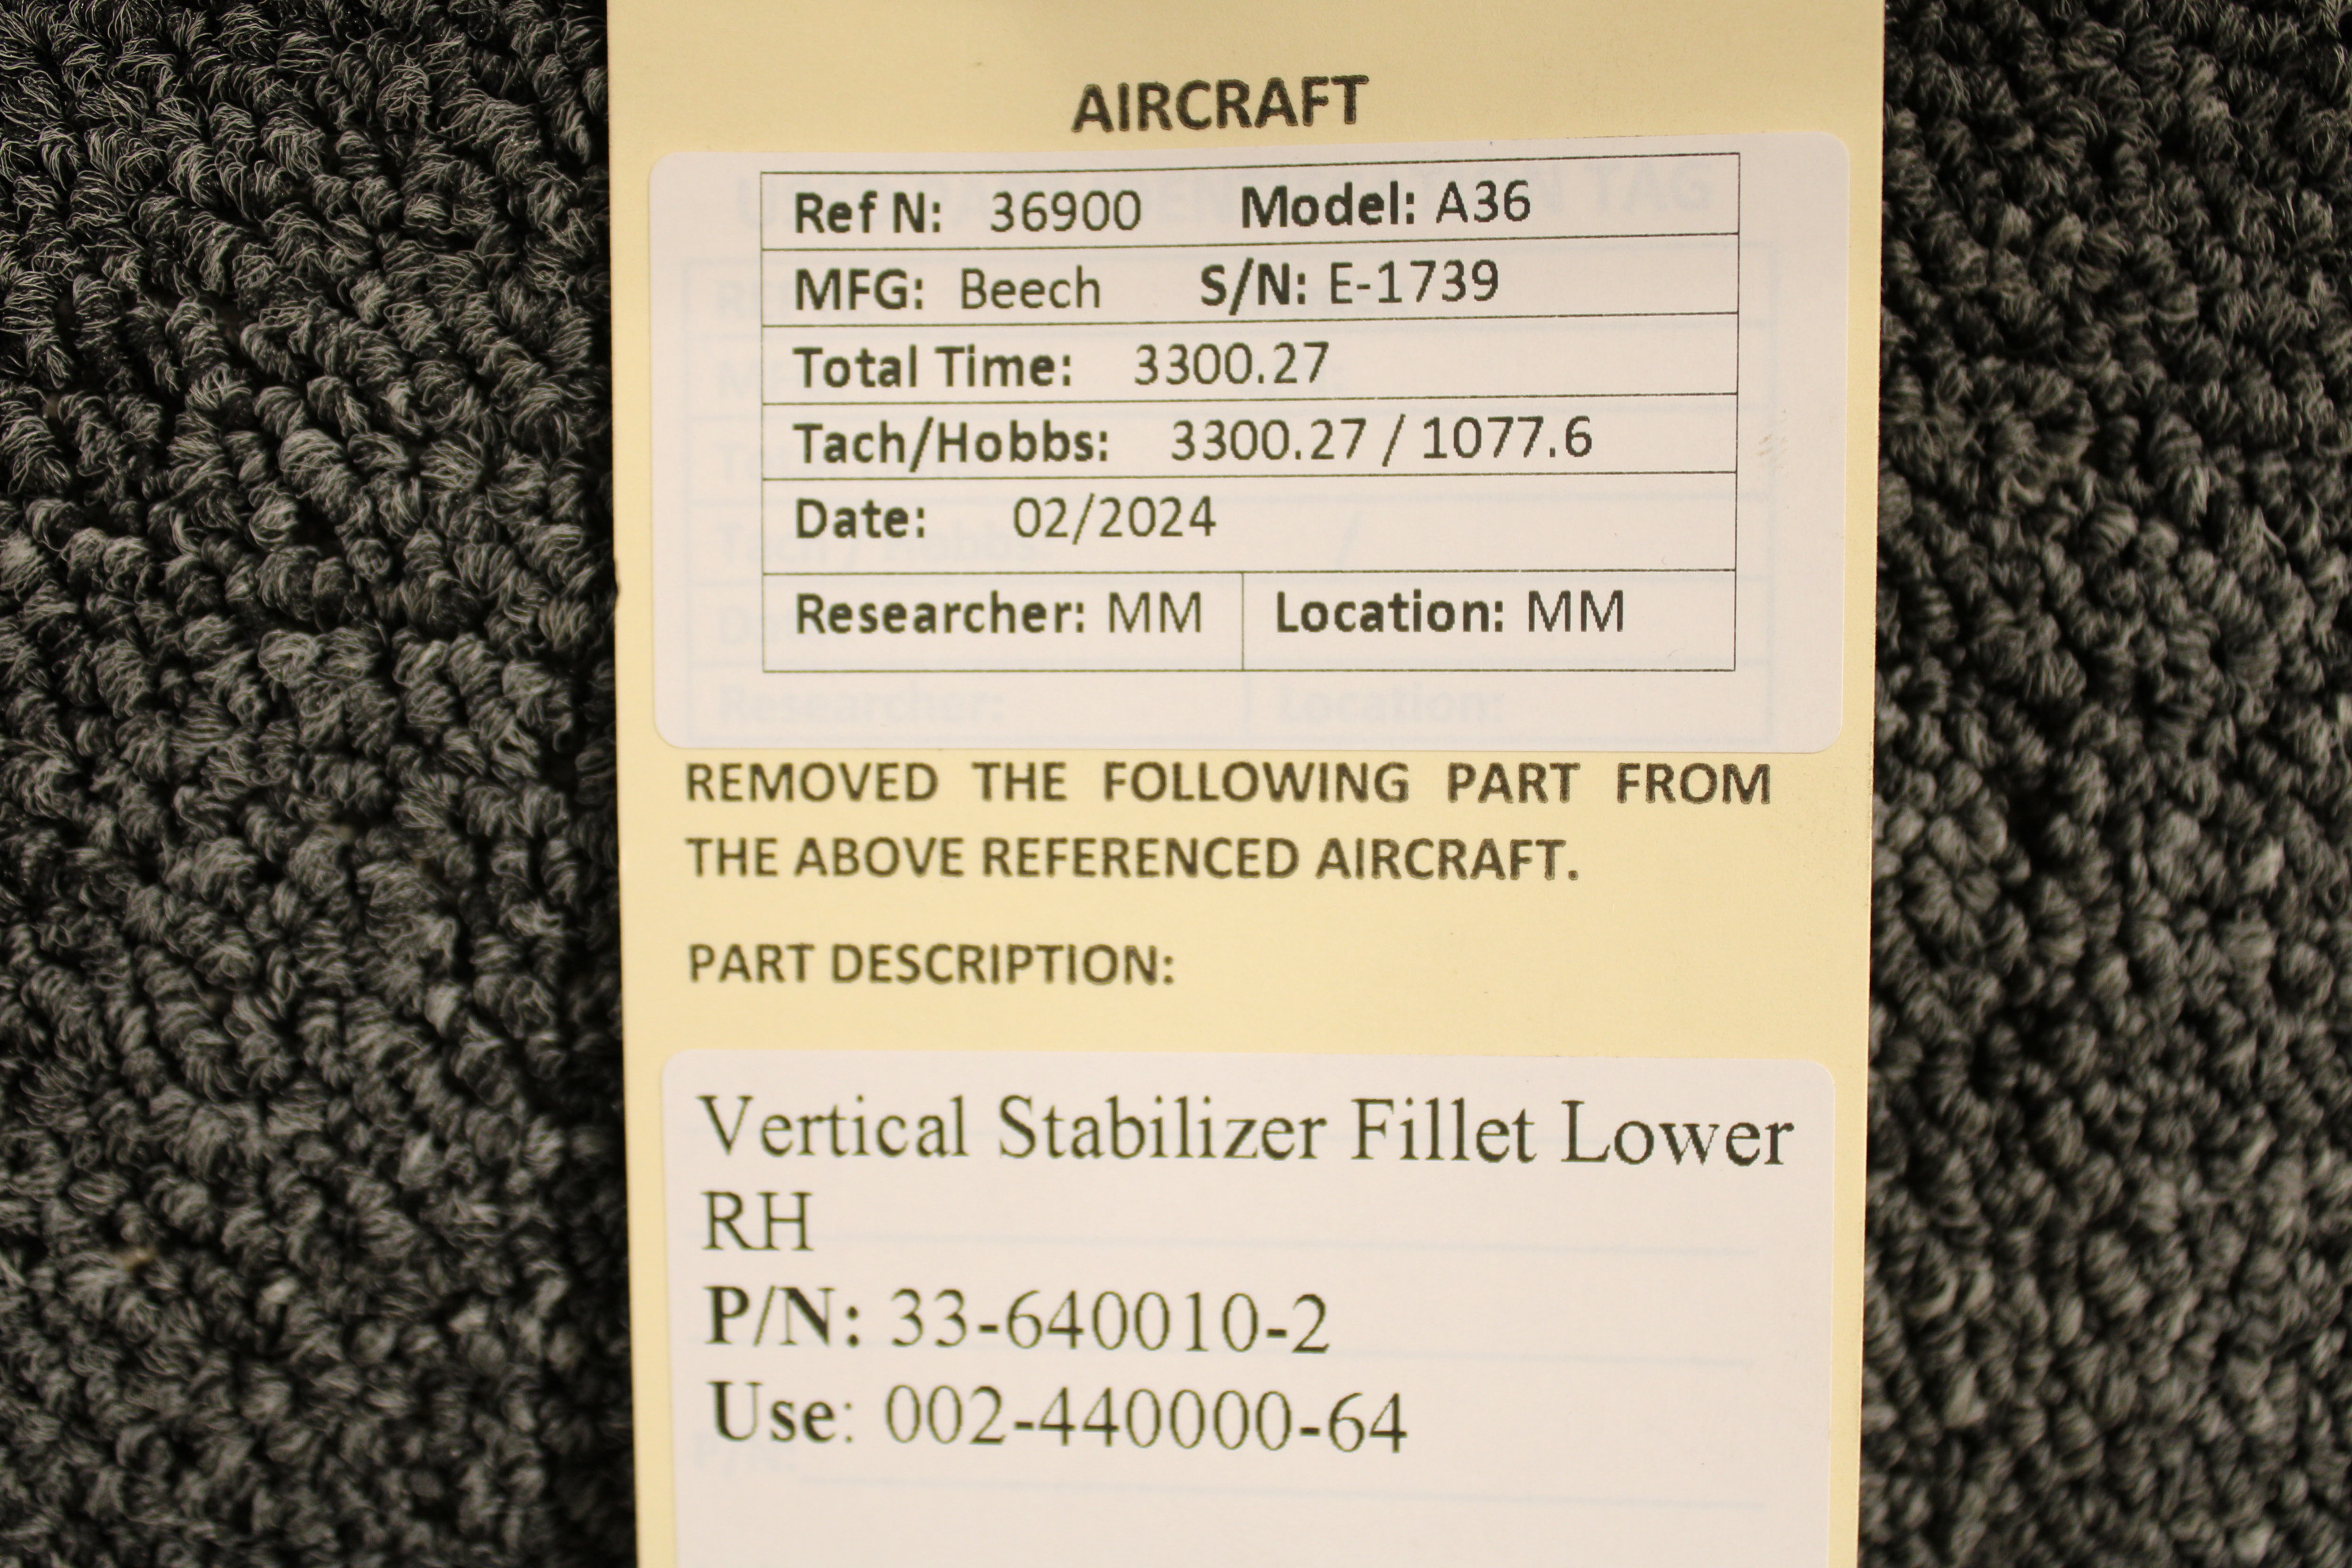 AIRCRAFT
Ref N: 36900 Model: A36
MFG: Beech S/N: E-1739
Total Time: 3300.27
Tach/Hobbs: 3300.27 / 1077.6
Date: 02/2024
Researcher: MM Location: MM
Researcher: Location:
REMOVED THE FOLLOWING PART FROM
THE ABOVE REFERENCED AIRCRAFT.
PART DESCRIPTION:
Vertical Stabilizer Fillet Lower
RH
P/N: 33-640010-2
Use: 002-440000-64
P/N: